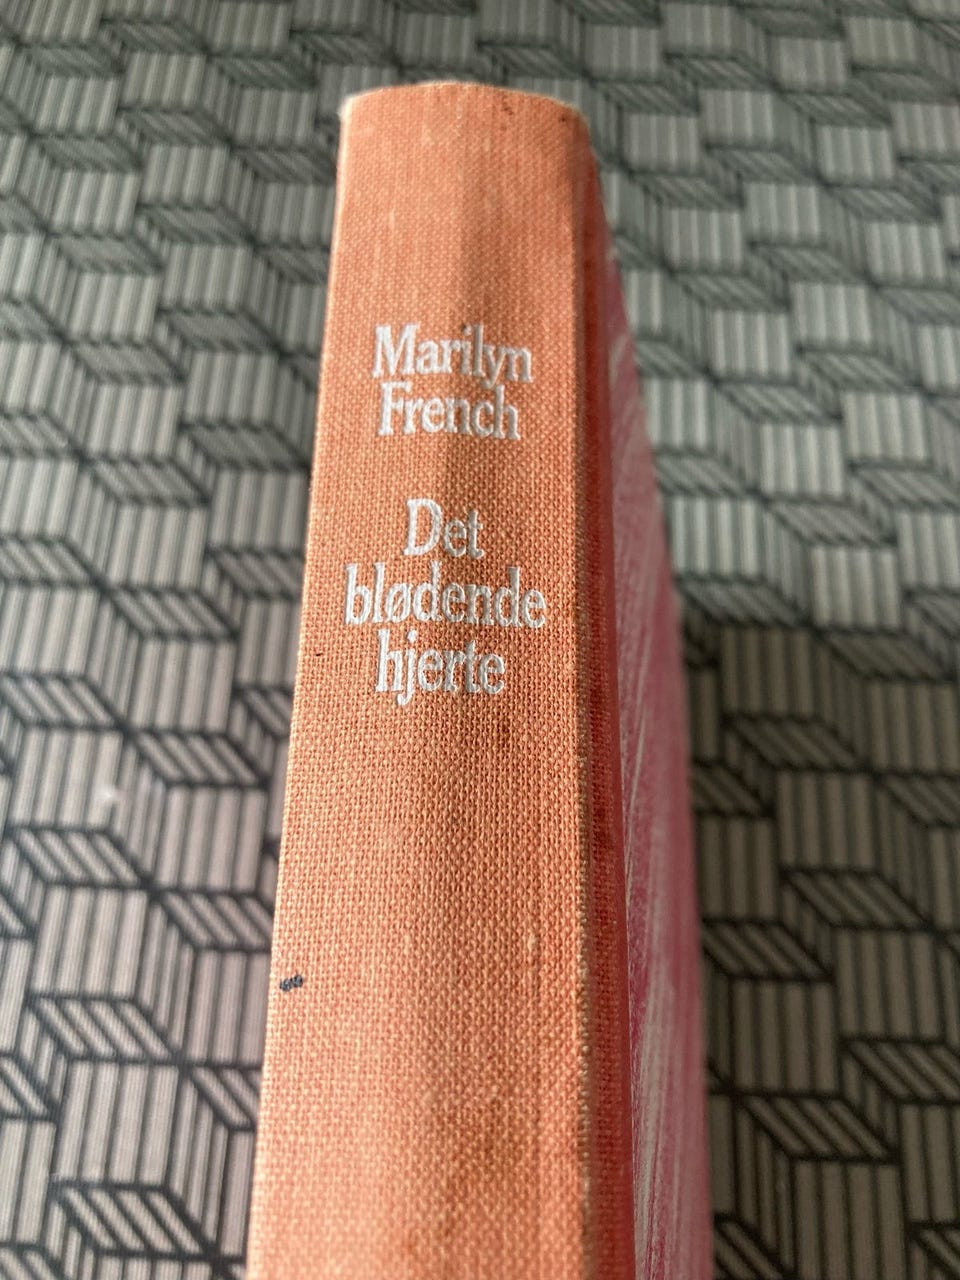 Marilyn
French
Det
blødende
hjerte